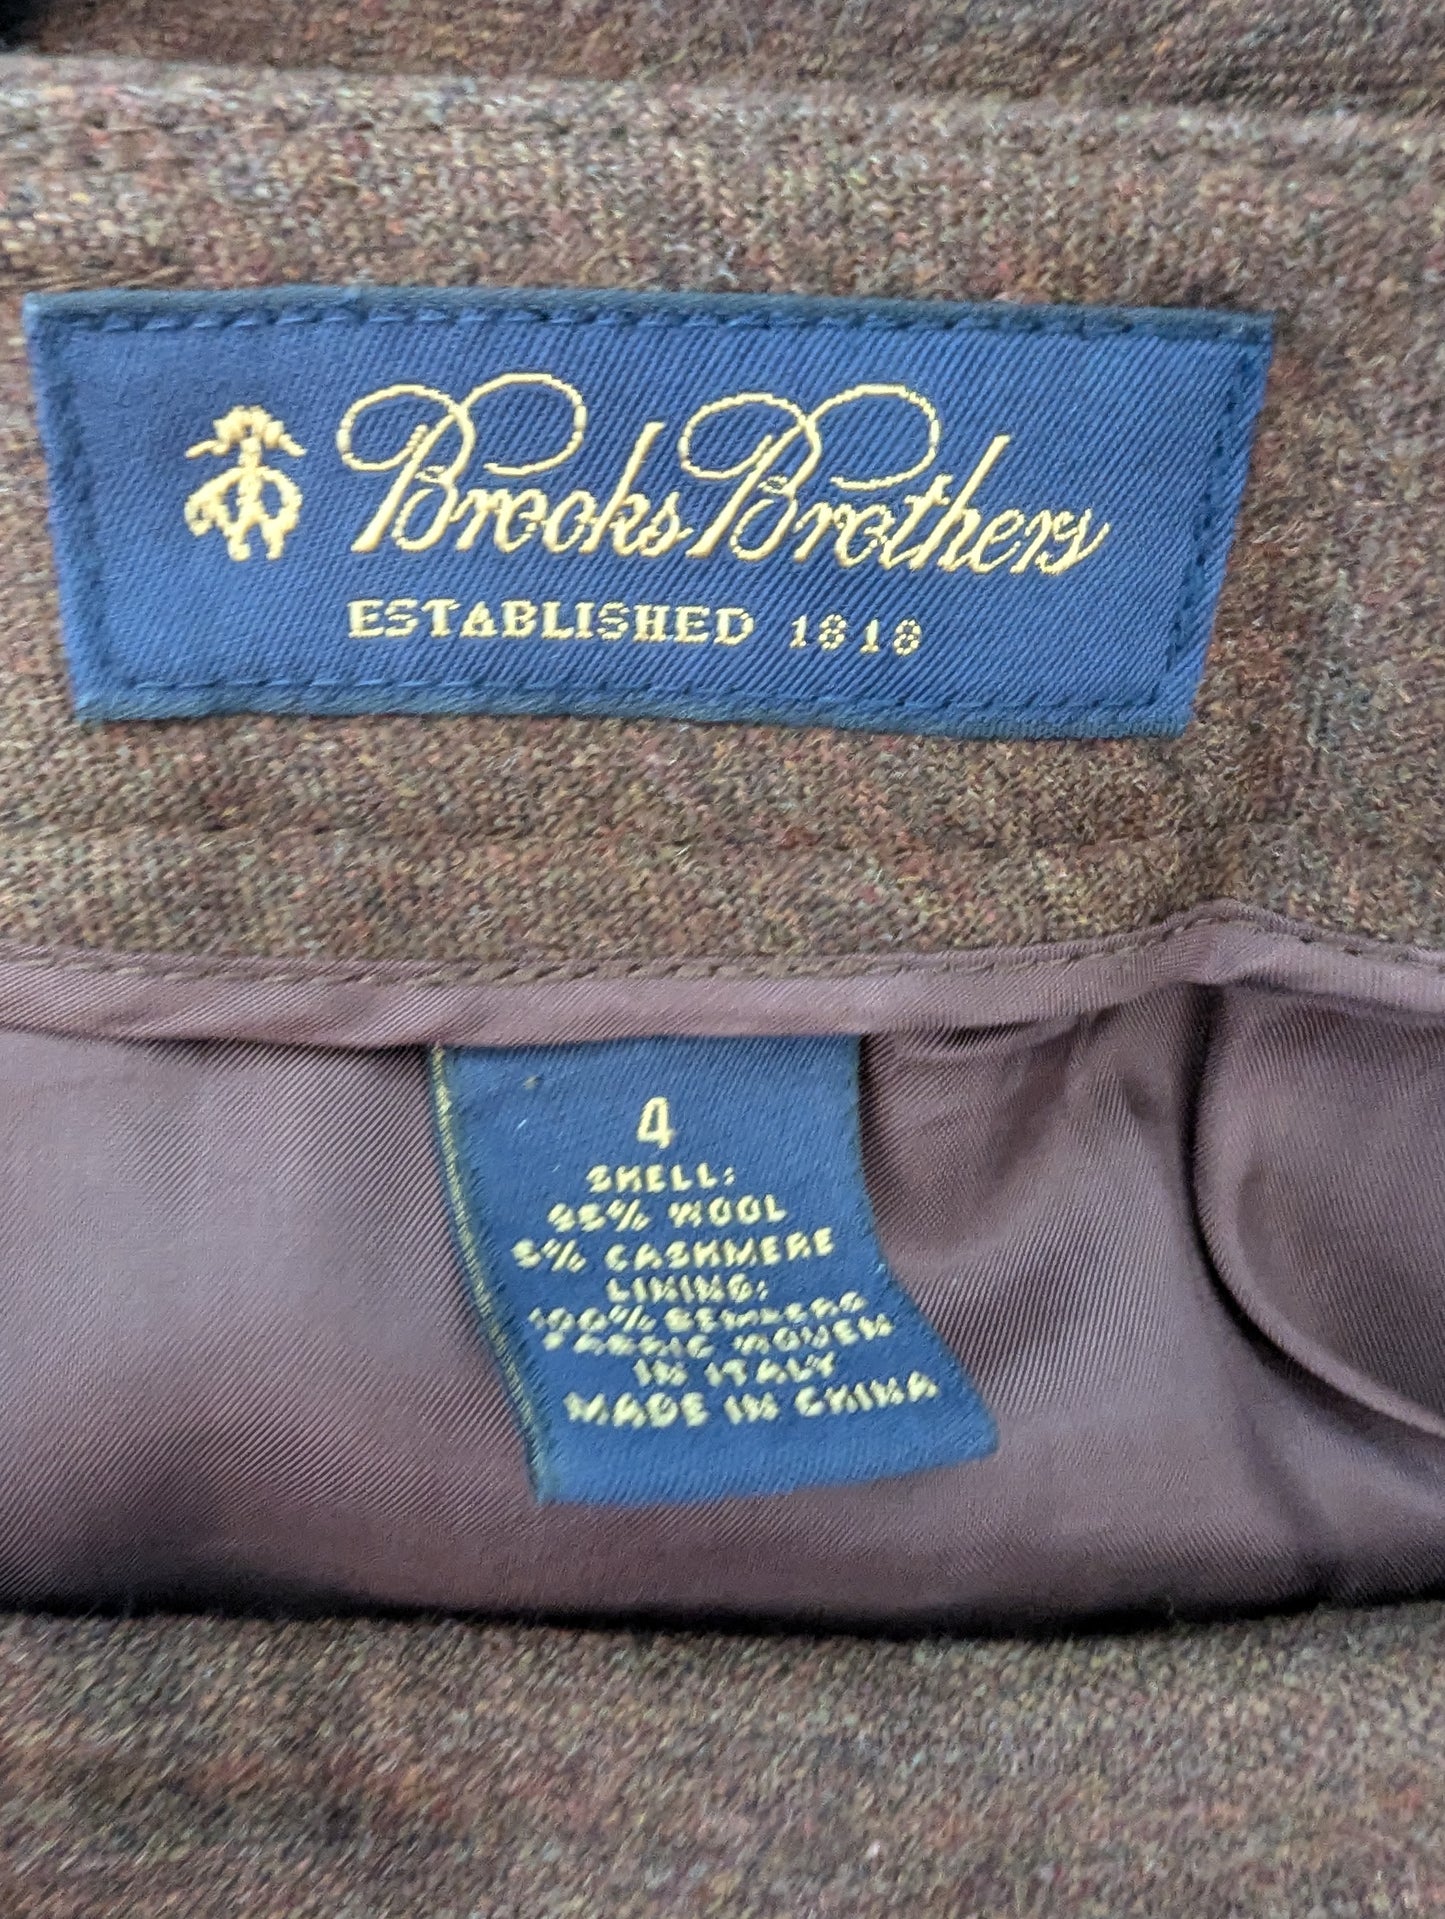 Brooks Brothers
ESTABLISHED 1818
4
SHELL:
95% WOOL
5% CASHMERE
LINING:
100% BEMBERG
FABRIC WOVEN
IN ITALY
MADE IN CHINA